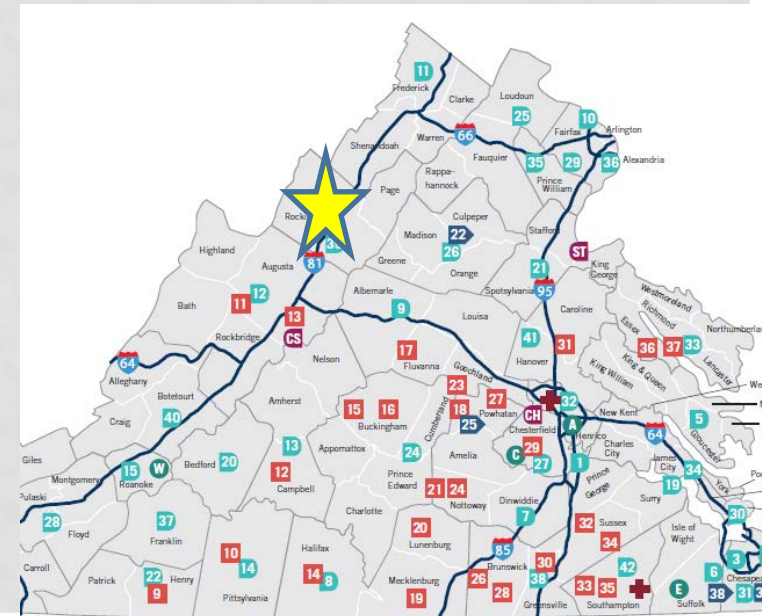 11
Frederick
Clarke
Loudoun
25
10
Arlington
Fairfax
Warren
66
Shenandoah
Fauquier
35
29
36
Alexandria
Prince
William
Page
Rappa-
hannock
Culpeper
22
Madison
26
Stafford
ST
King
George
Highland
Augusta
81
Greene
Orange
21
Spotsylvania
95
Westmoreland
Bath
11
12
Albemarle
Louisa
Caroline
Richmond
Essex
13
CS
9
41
31
36
37
33
Rockbridge
Nelson
17
Fluvanna
Hanover
King William
King & Queen
Lancaster
64
Alleghany
Goochland
23
Botetourt
Amherst
15
16
Buckingham
Cumberland
18
27
Powhatan
25
32
CH
New Kent
Craig
40
A
Henrico
5
Gloucester
Appomattox
Chesterfield
29
64
Charles
City
Giles
13
24
Amelia
C
27
1
James
City
34
Montgomery
15
W
Roanoke
Bedford
20
12
Campbell
Prince
Edward
Prince
George
19
York
Pulaski
21
24
Nottoway
Dinwiddie
Surry
28
Floyd
37
Franklin
Charlotte
20
Lunenburg
7
32
Sussex
34
Isle of
Wight
30
Carroll
10
14
Halifax
85
Brunswick
30
42
3
Patrick
22
Henry
9
Pittsylvania
14
8
Mecklenburg
19
26
28
38
Greensville
33
35
Southampton
E
Suffolk
6
38
31